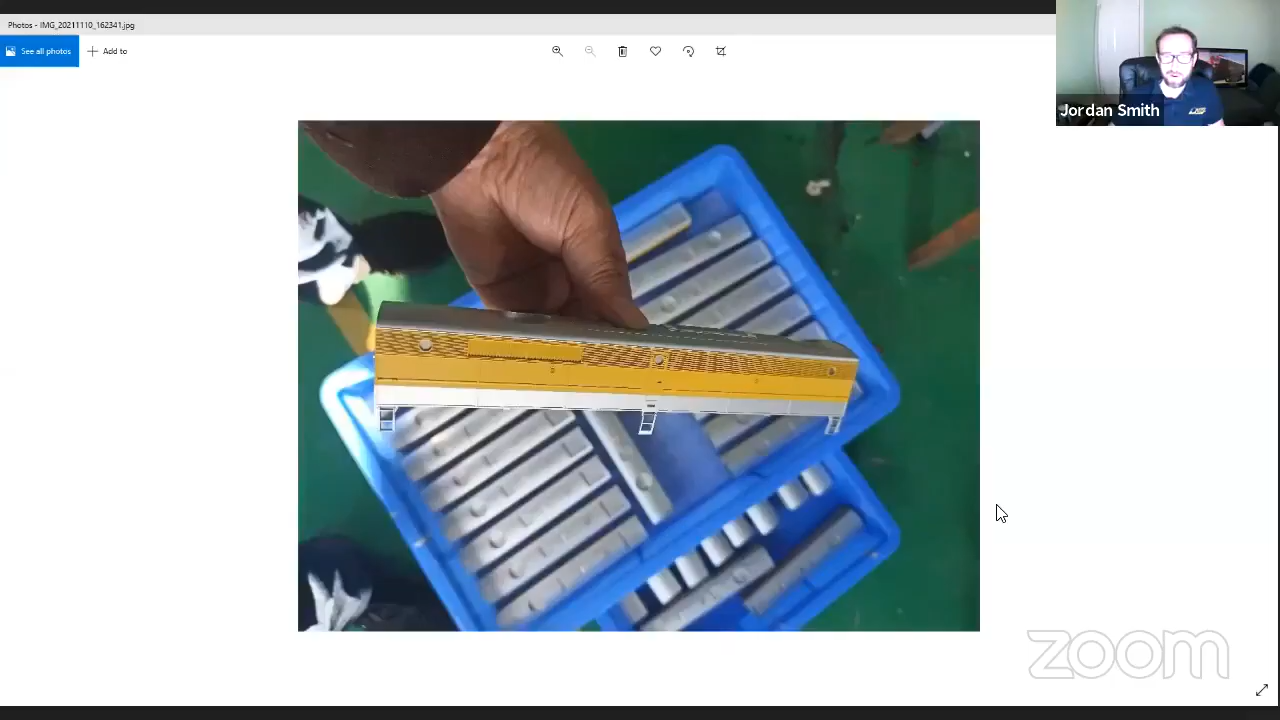 Photos - IMG_20211110_162341.jpg
See all photos
Add to
Jordan Smith
zoom